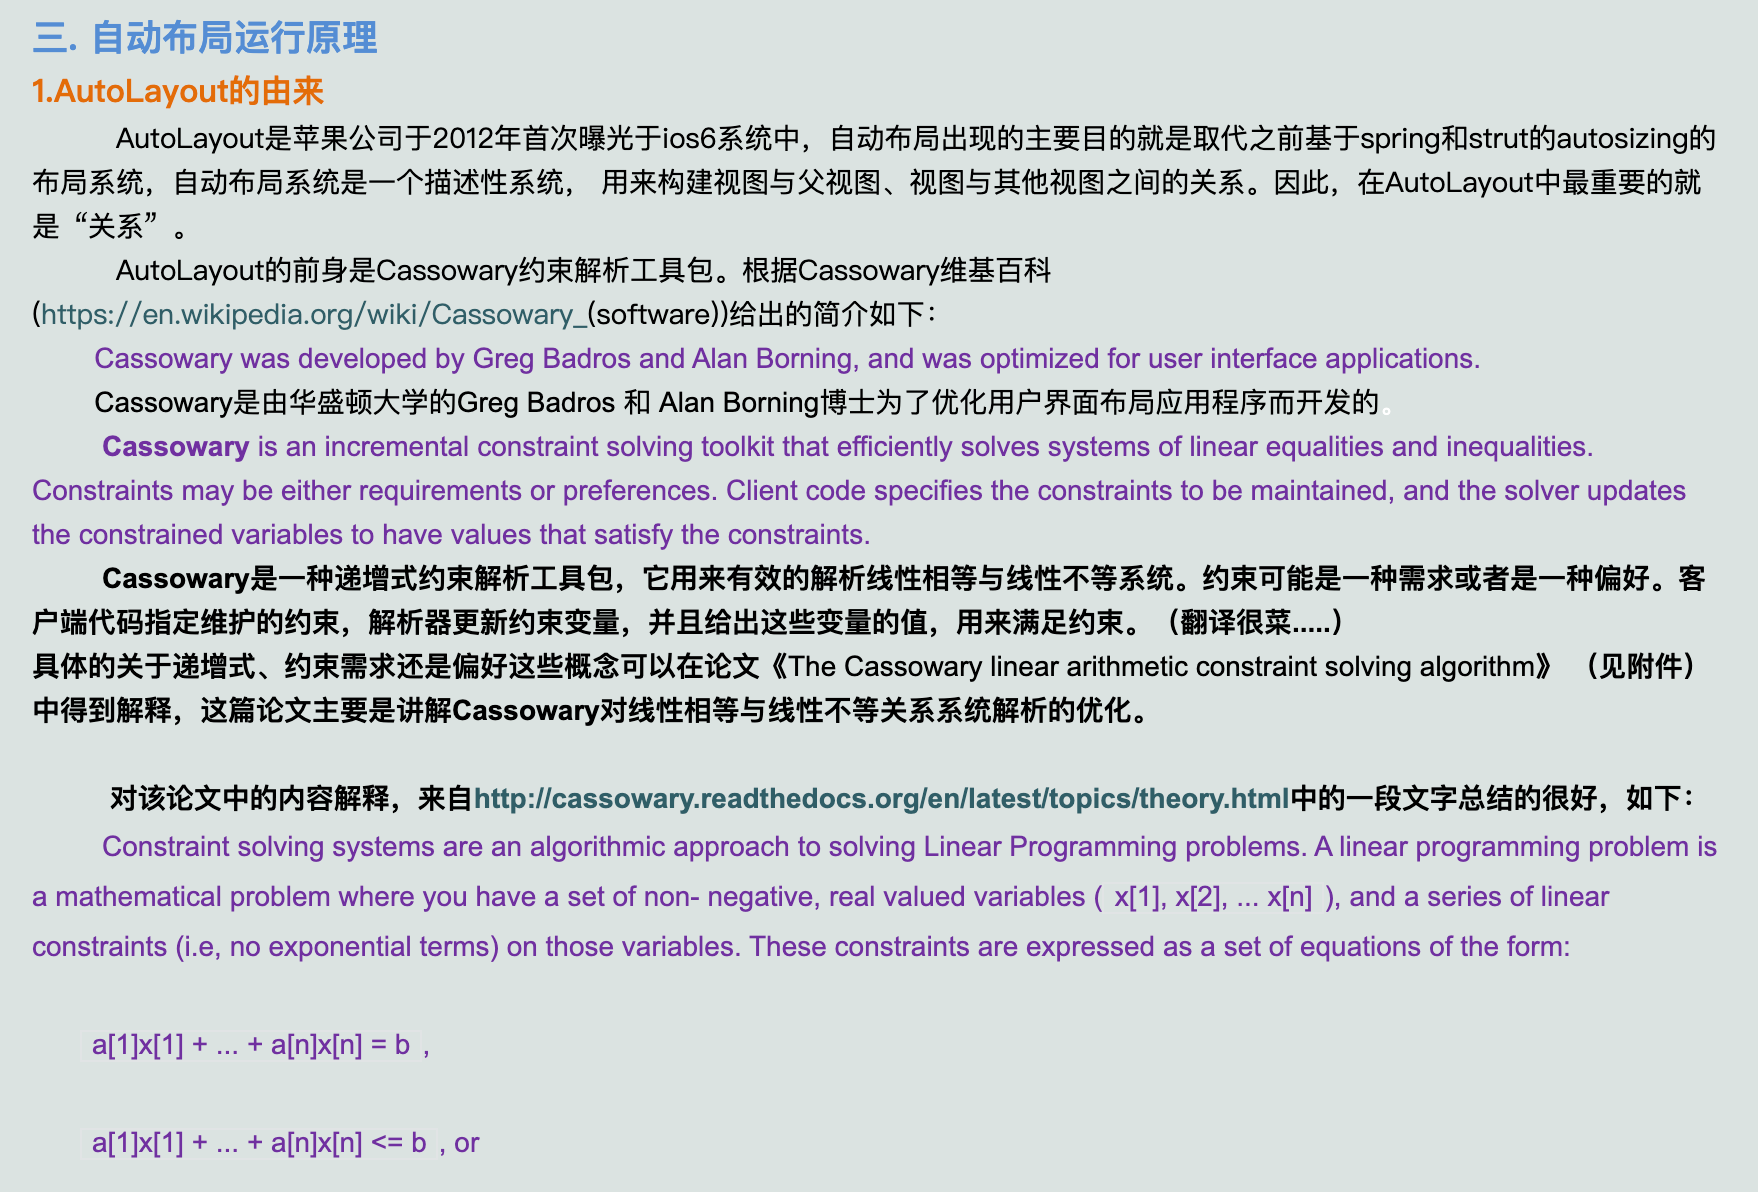 三. 自动布局运行原理
1.AutoLayout的由来
AutoLayout是苹果公司于2012年首次曝光于ios6系统中，自动布局出现的主要目的就是取代之前基于spring和strut的autosizing的
布局系统，自动布局系统是一个描述性系统， 用来构建视图与父视图、视图与其他视图之间的关系。因此，在AutoLayout中最重要的就
是“关系”。
AutoLayout的前身是Cassowary约束解析工具包。根据Cassowary维基百科
(https://en.wikipedia.org/wiki/Cassowary_(software))给出的简介如下：
Cassowary was developed by Greg Badros and Alan Borning, and was optimized for user interface applications.
Cassowary是由华盛顿大学的Greg Badros 和 Alan Borning博士为了优化用户界面布局应用程序而开发的。
Cassowary is an incremental constraint solving toolkit that efficiently solves systems of linear equalities and inequalities.
Constraints may be either requirements or preferences. Client code specifies the constraints to be maintained, and the solver updates
the constrained variables to have values that satisfy the constraints.
Cassowary是一种递增式约束解析工具包，它用来有效的解析线性相等与线性不等系统。约束可能是一种需求或者是一种偏好。客
户端代码指定维护的约束，解析器更新约束变量，并且给出这些变量的值，用来满足约束。（翻译很菜.....）
具体的关于递增式、约束需求还是偏好这些概念可以在论文《The Cassowary linear arithmetic constraint solving algorithm》 （见附件）
中得到解释，这篇论文主要是讲解Cassowary对线性相等与线性不等关系系统解析的优化。
对该论文中的内容解释，来自http://cassowary.readthedocs.org/en/latest/topics/theory.html中的一段文字总结的很好，如下：
Constraint solving systems are an algorithmic approach to solving Linear Programming problems. A linear programming problem is
a mathematical problem where you have a set of non- negative, real valued variables ( x[1], x[2], ... x[n] ), and a series of linear
constraints (i.e, no exponential terms) on those variables. These constraints are expressed as a set of equations of the form:
a[1]x[1] + ... + a[n]x[n] = b ,
a[1]x[1] + ... + a[n]x[n] <= b , or